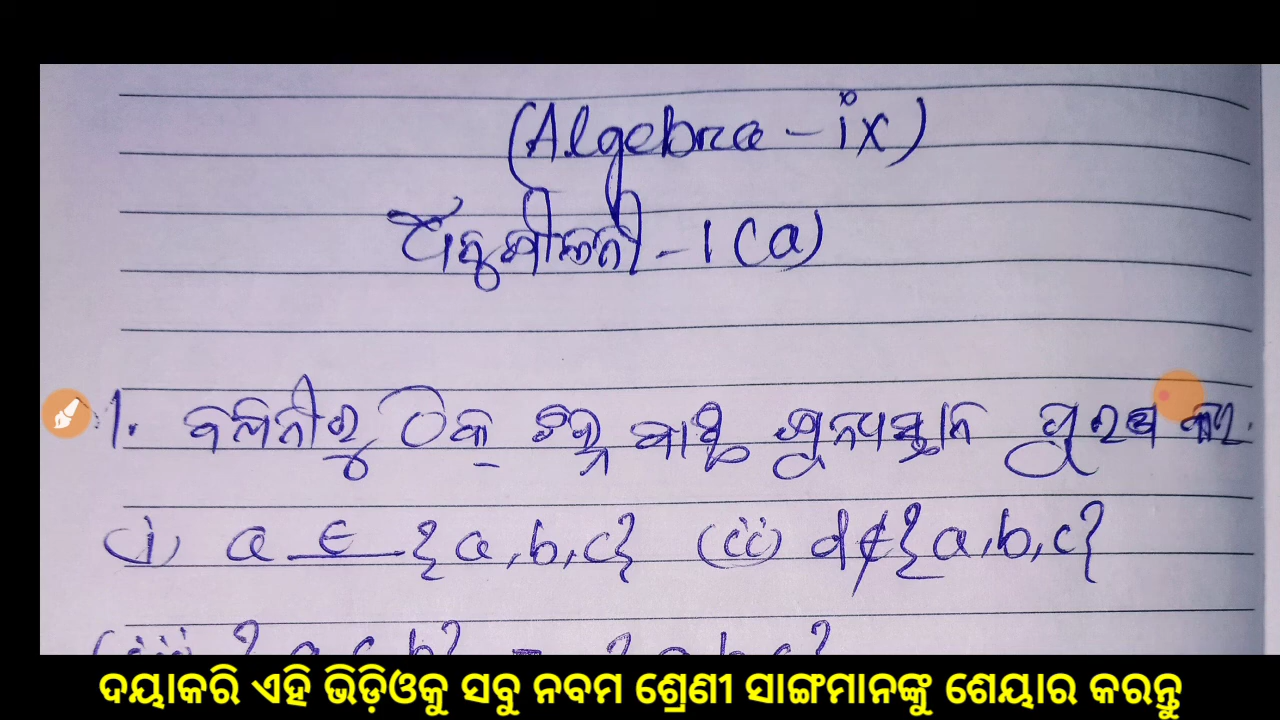 (Algebra - ix)
ଅନୁଶୀଳନୀ - 1 (a)
1. ବନ୍ଧନୀରୁ ଠିକ୍ ଚିହ୍ନ ବାଛି ଶୂନ୍ୟସ୍ଥାନ ପୂରଣ କର.
(i) a ∈ {a, b, c} (ii) d ∉ {a, b, c}
(iii) {a, c, b} = {a, b, c}
ଦୟାକରି ଏହି ଭିଡ଼ିଓକୁ ସବୁ ନବମ ଶ୍ରେଣୀ ସାଙ୍ଗମାନଙ୍କୁ ଶେୟାର କରନ୍ତୁ